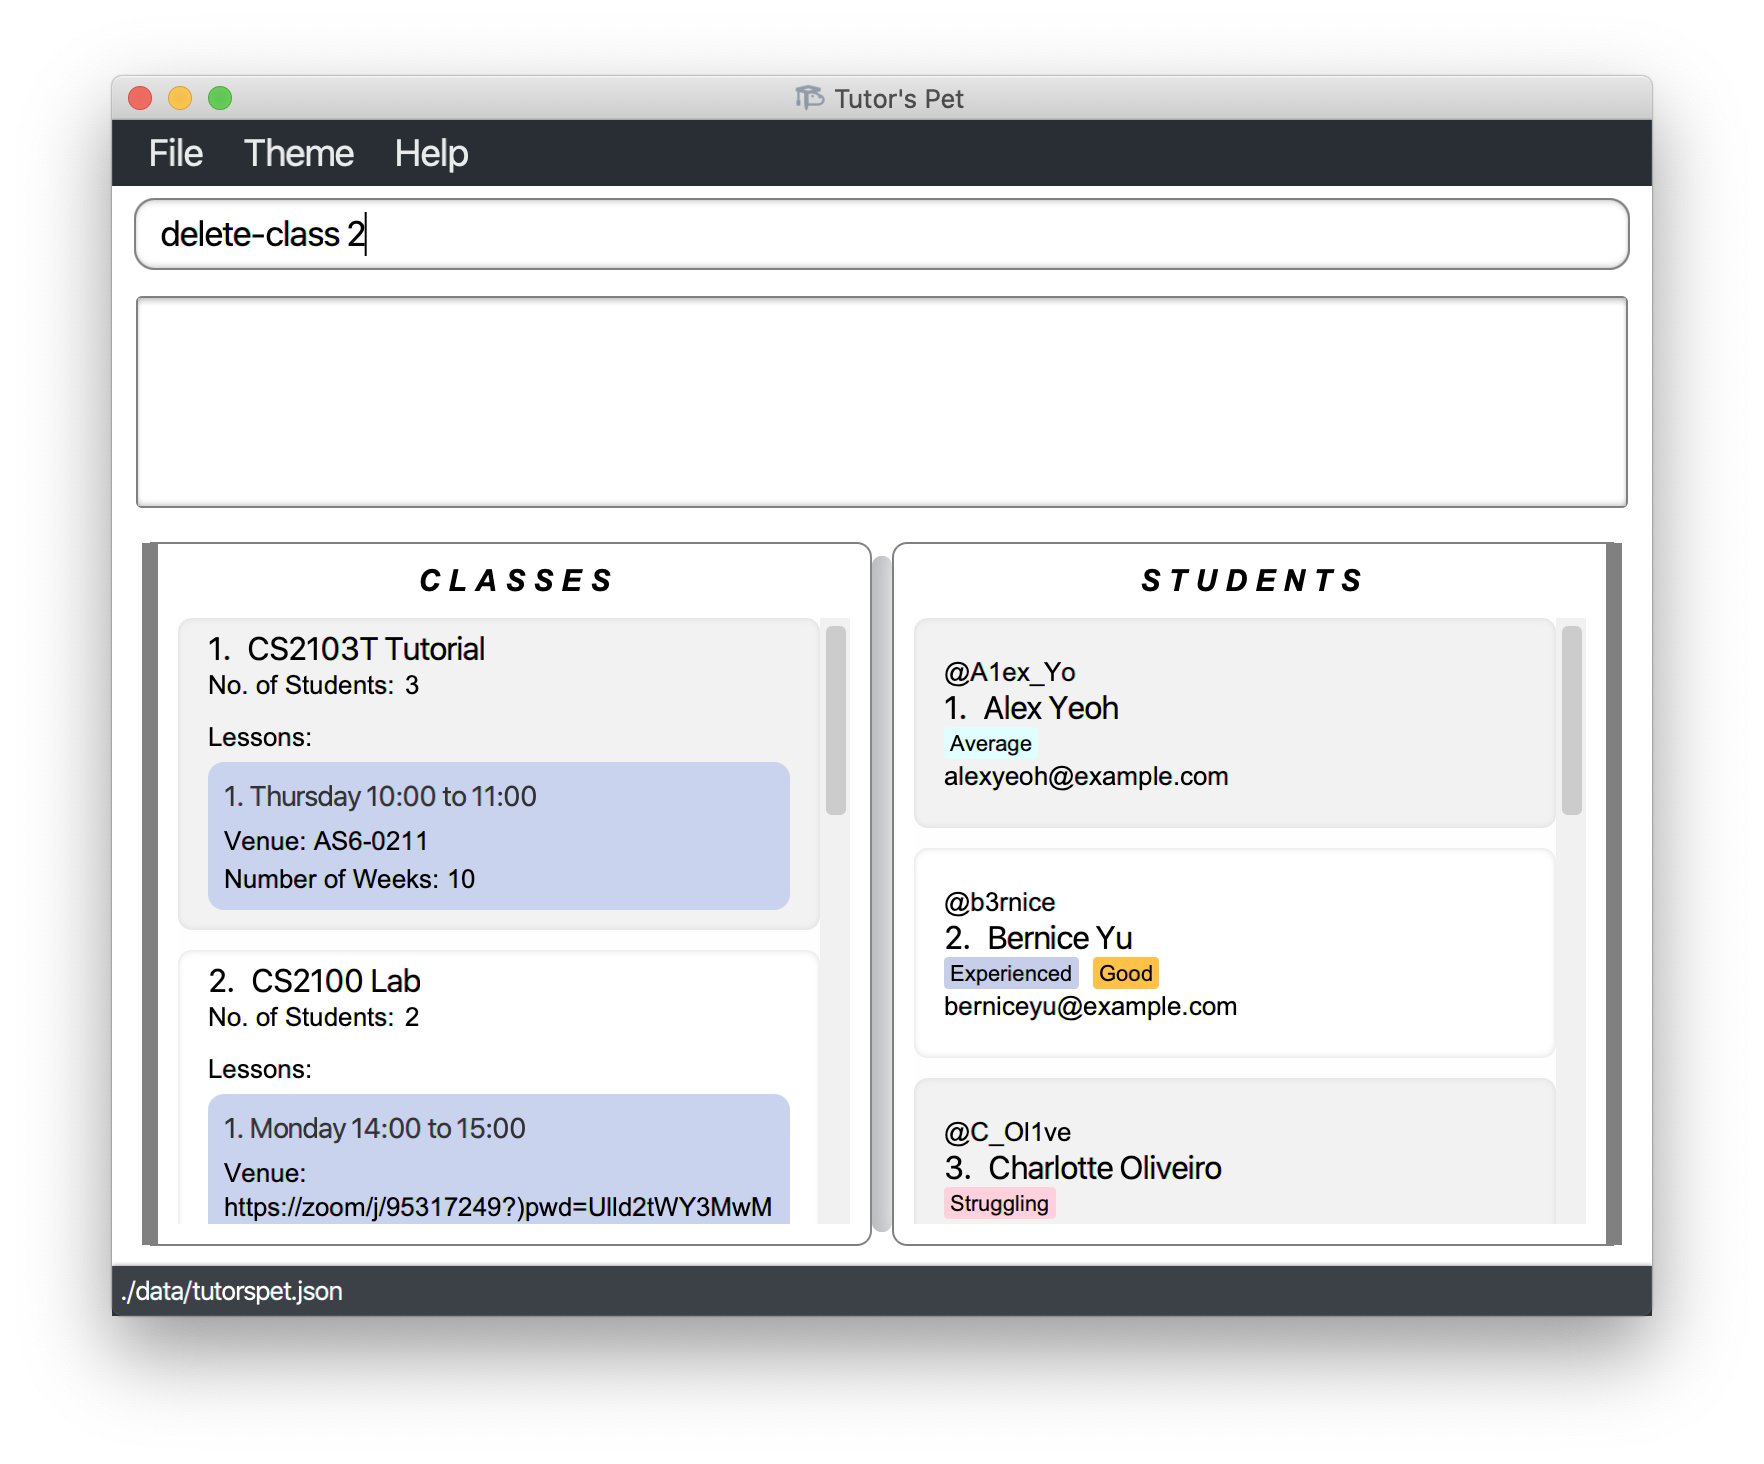 Tutor's Pet
File Theme Help
delete-class 2
CLASSES
1. CS2103T Tutorial
No. of Students: 3
Lessons:
1. Thursday 10:00 to 11:00
Venue: AS6-0211
Number of Weeks: 10
2. CS2100 Lab
No. of Students: 2
Lessons:
1. Monday 14:00 to 15:00
Venue:
https://zoom/j/95317249?)pwd=Ulld2tWY3MwM
STUDENTS
@A1ex_Yo
1. Alex Yeoh
Average
alexyeoh@example.com
@b3rnice
2. Bernice Yu
Experienced Good
berniceyu@example.com
@C_Ol1ve
3. Charlotte Oliveiro
Struggling
./data/tutorspet.json